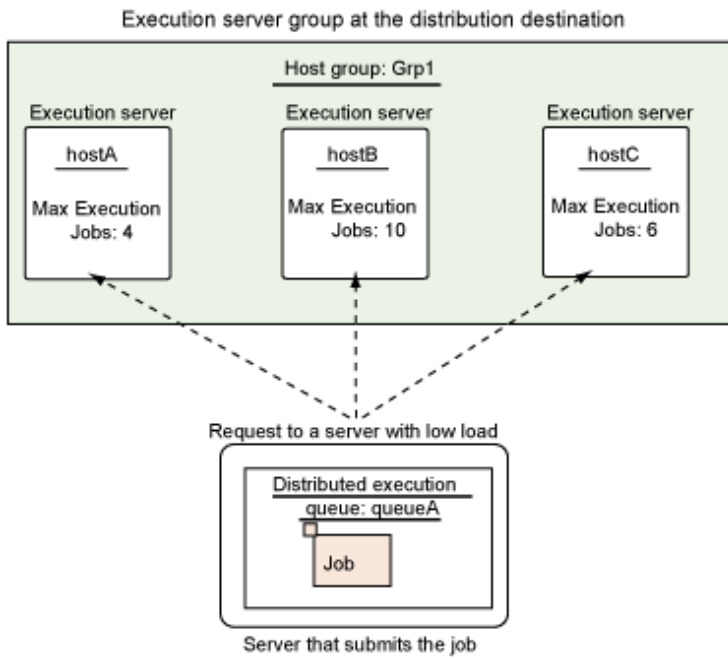 Execution server group at the distribution destination
Host group: Grp1
Execution server
hostA
Max Execution
Jobs: 4
Execution server
hostB
Max Execution
Jobs: 10
Execution server
hostC
Max Execution
Jobs: 6
Request to a server with low load
Distributed execution
queue: queueA
Job
Server that submits the job